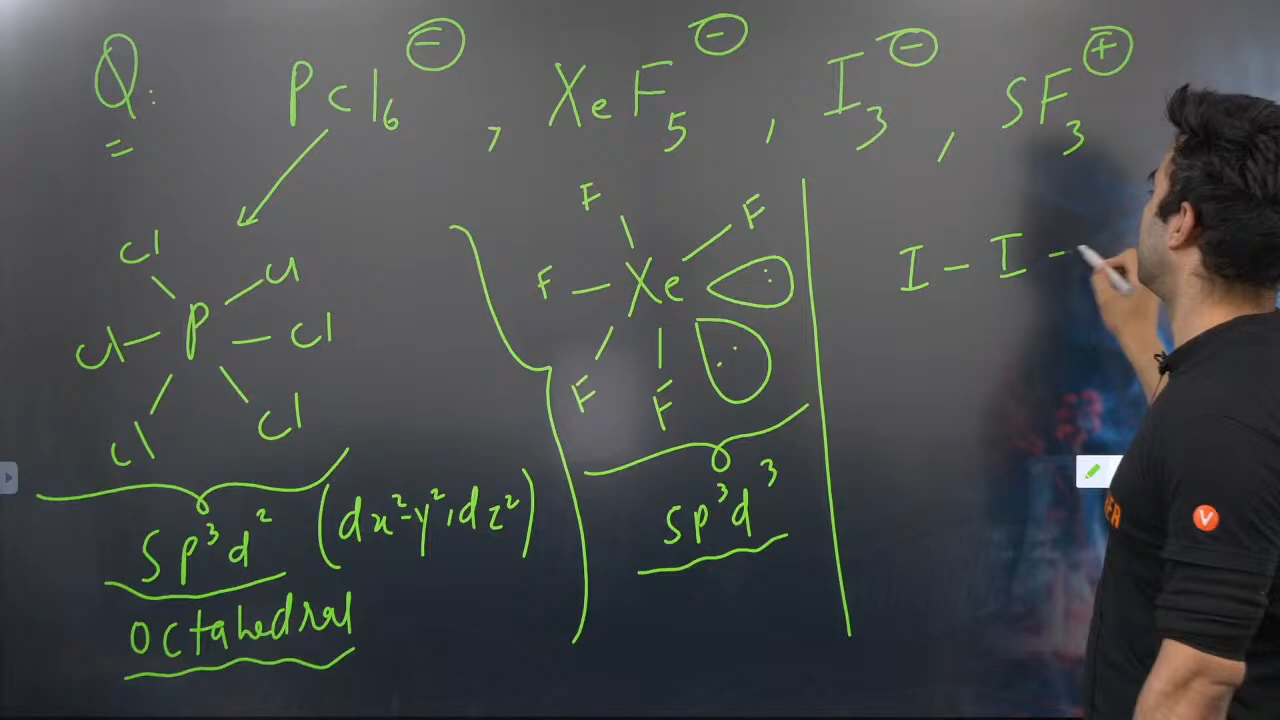 Q: PCl6 ⊖ , XeF5 ⊖ , I3 ⊖ , SF3 ⊕
Cl Cl
Cl P Cl
Cl Cl
sp³d² (dx²-y², dz²)
octahedral
F F
F Xe
F F
sp³d³
I - I -
V